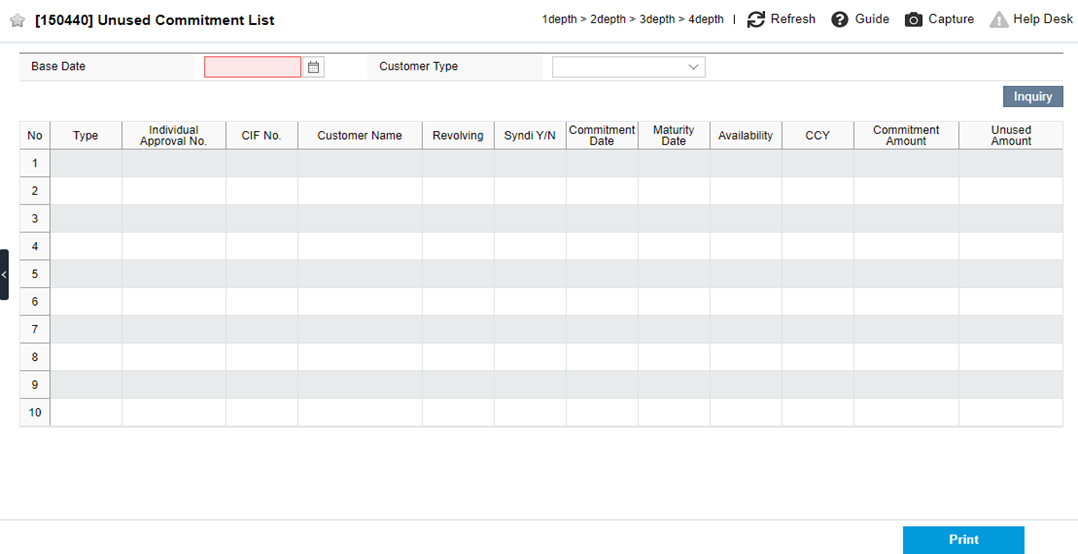 [150440] Unused Commitment List
1depth > 2depth > 3depth > 4depth | Refresh Guide Capture Help Desk
Base Date Customer Type
Inquiry
No Type Individual Approval No. CIF No. Customer Name Revolving Syndi Y/N Commitment Date Maturity Date Availability CCY Commitment Amount Unused Amount
1
2
3
4
5
6
7
8
9
10
Print